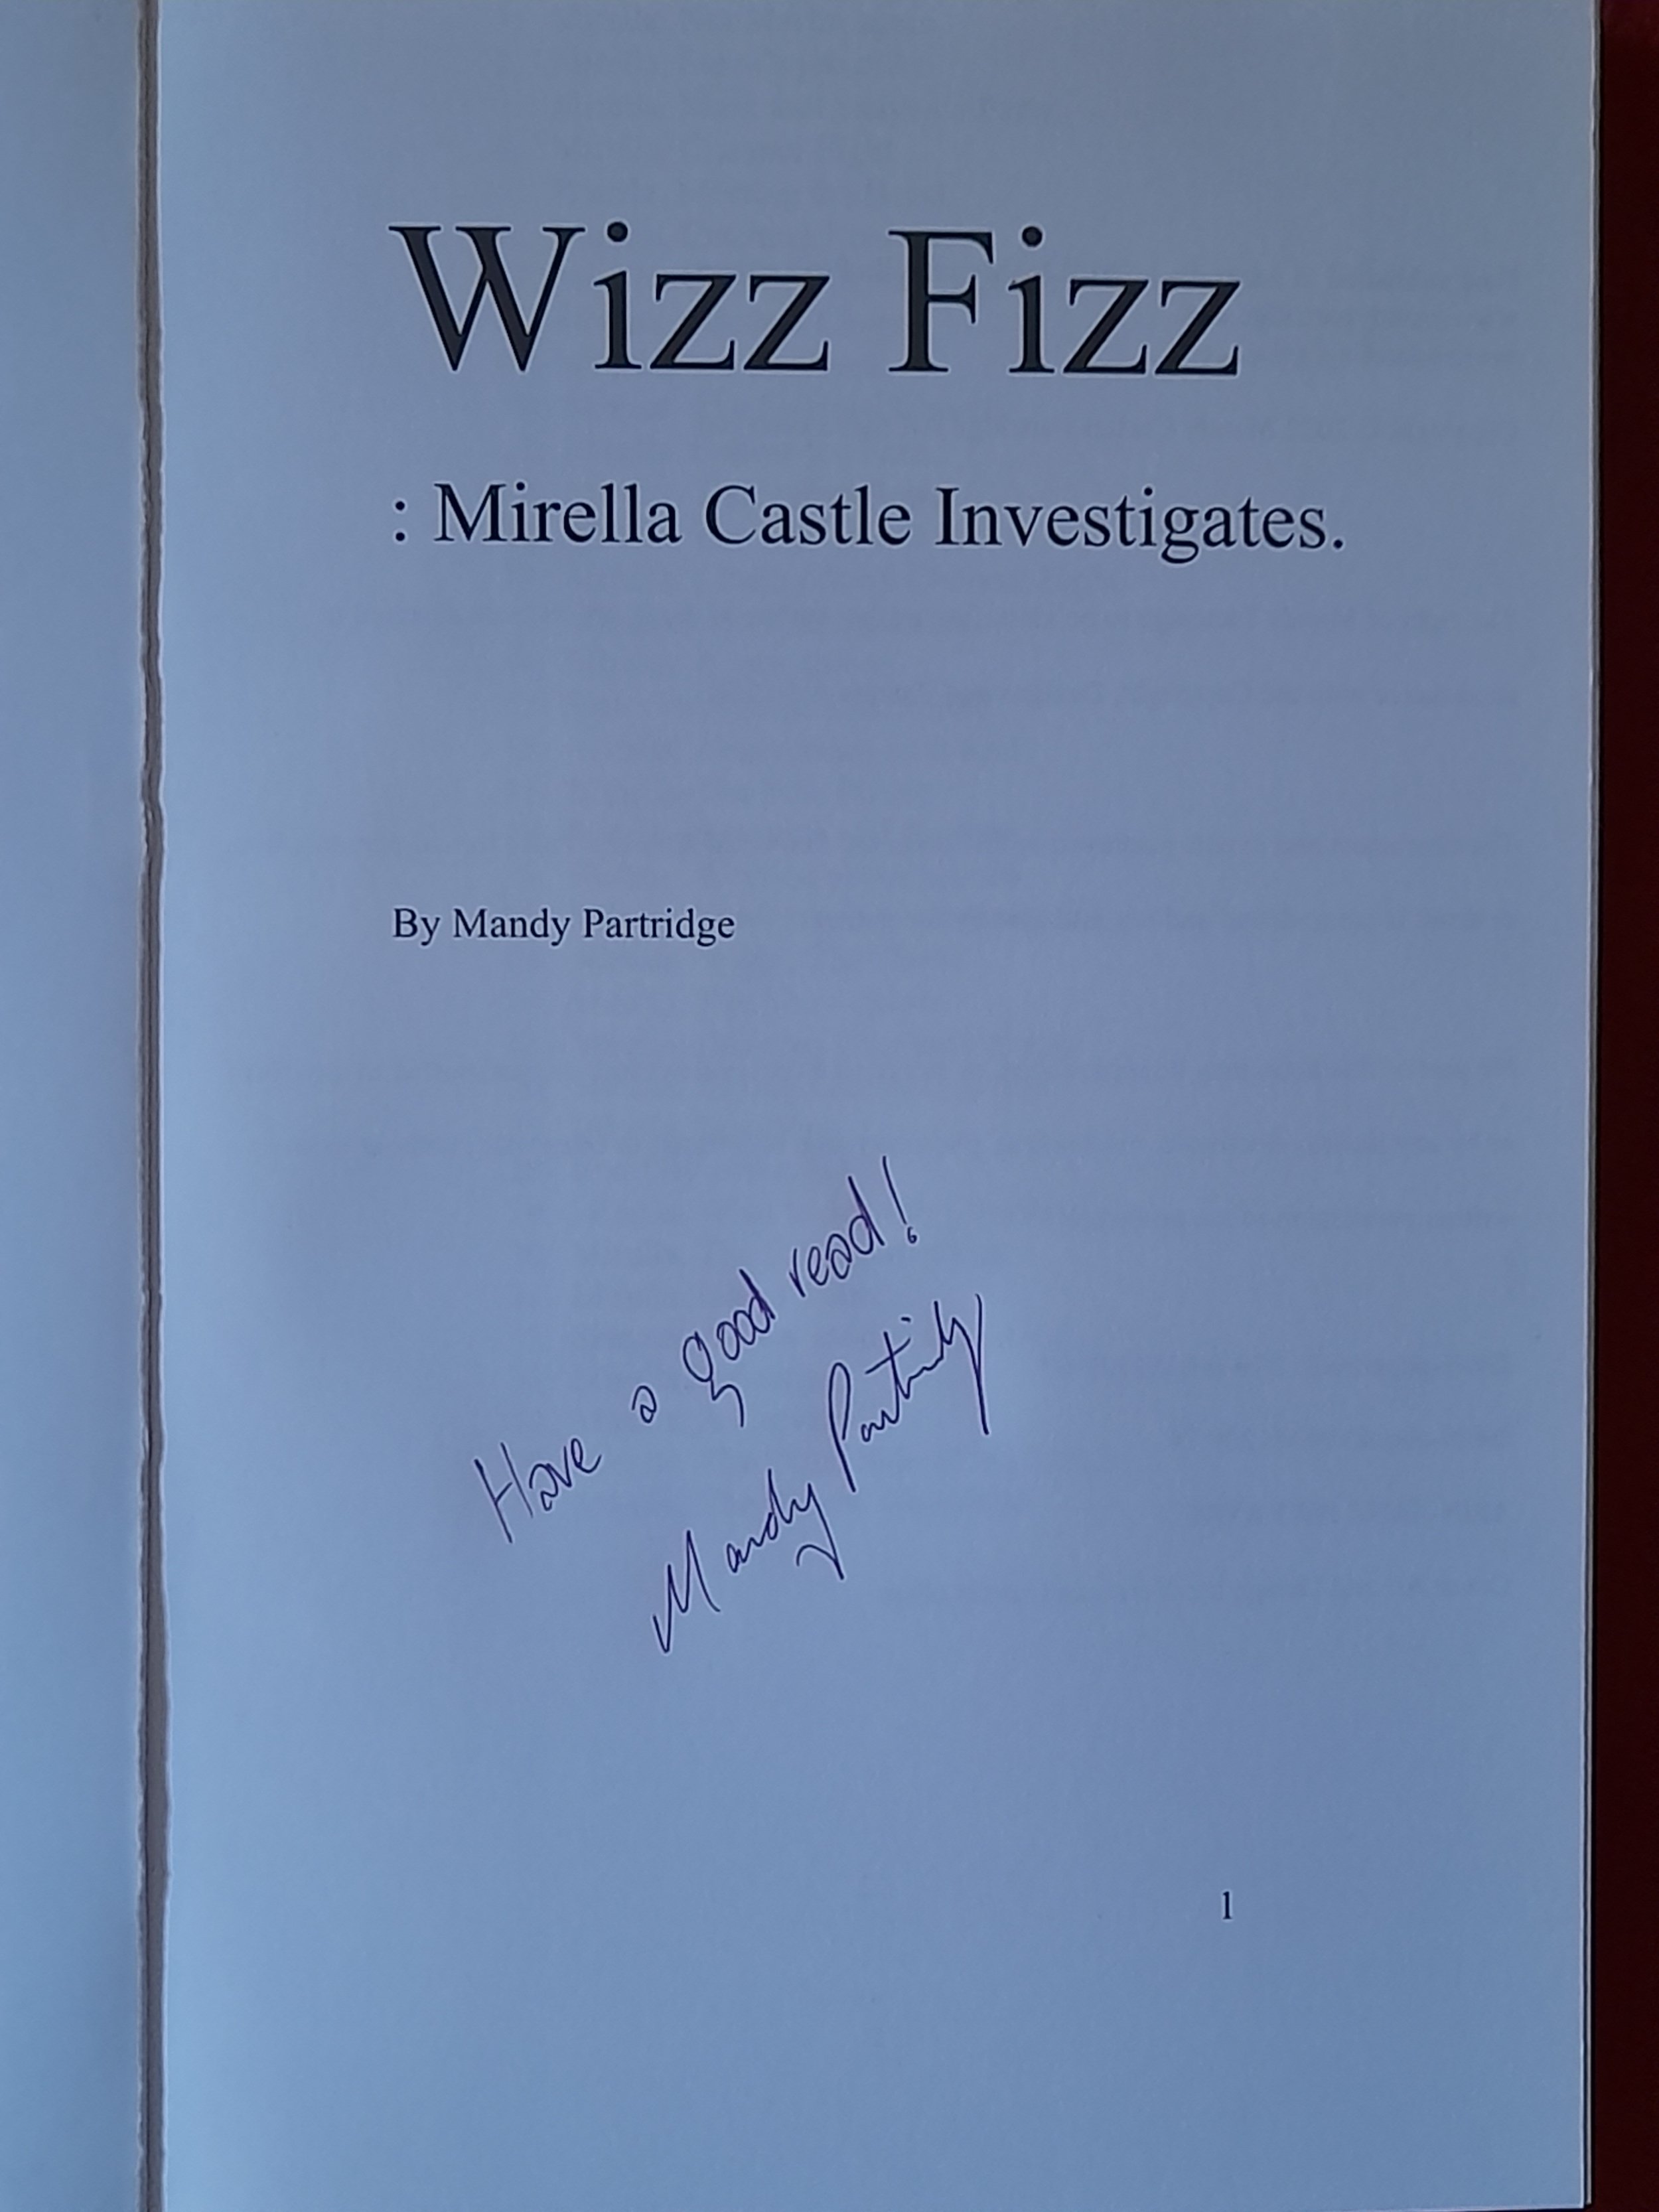 Wizz Fizz
: Mirella Castle Investigates.
By Mandy Partridge
Have a good read!
Mandy Partridge
1